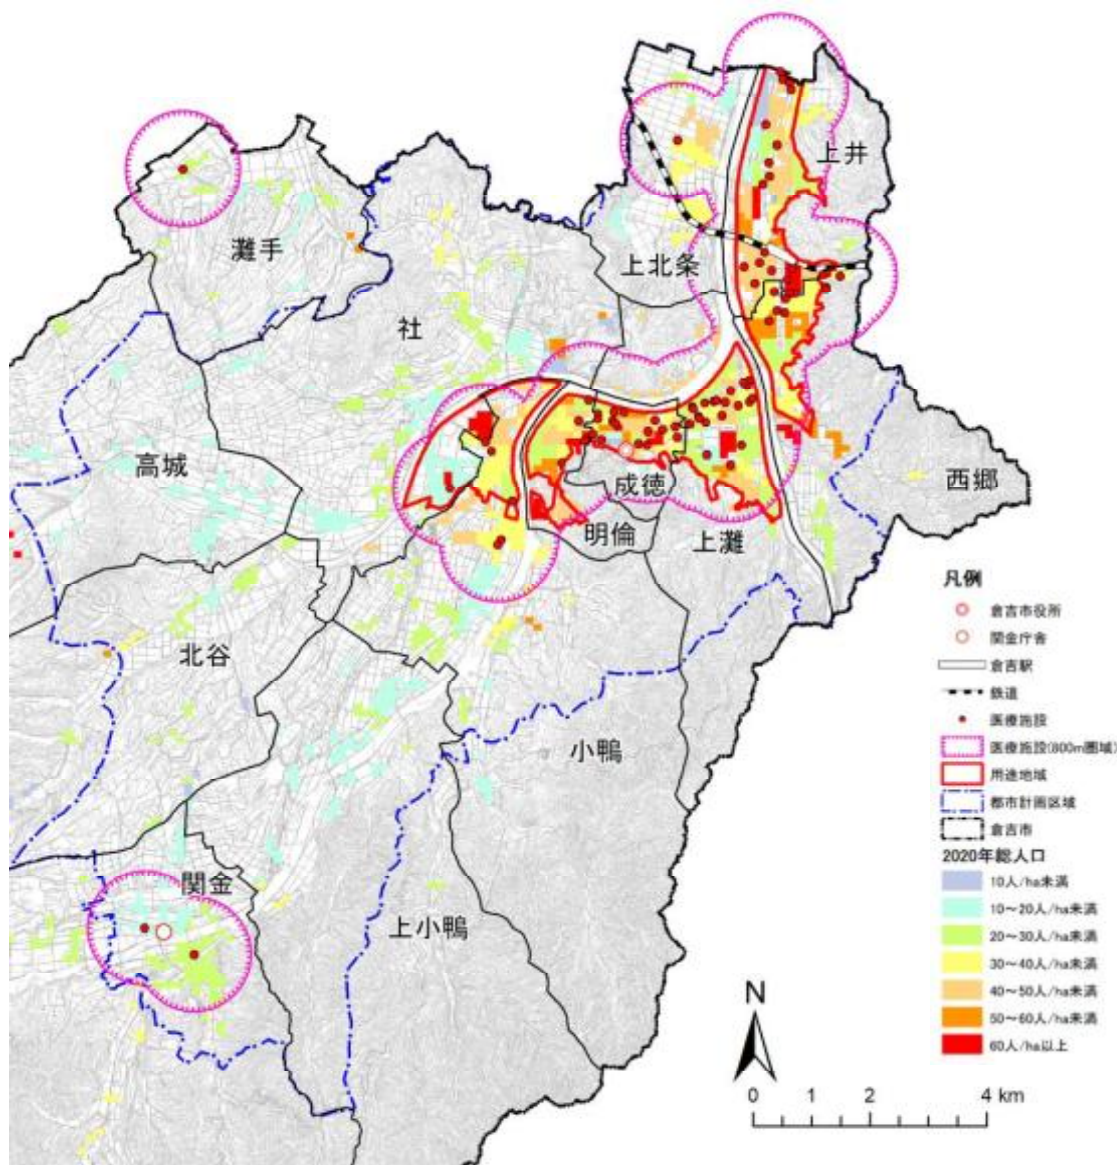 上井
灘手
上北条
社
高城
西郷
成徳
明倫
上灘
北谷
小鴨
関金
上小鴨
凡例
倉吉市役所
関金庁舎
倉吉駅
鉄道
医療施設
医療施設(800m圏域)
用途地域
都市計画区域
倉吉市
2020年総人口
10人/ha未満
10～20人/ha未満
20～30人/ha未満
30～40人/ha未満
40～50人/ha未満
50～60人/ha未満
60人/ha以上
N
0 1 2 4 km